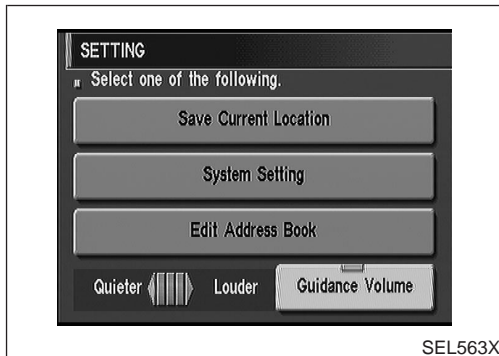 SETTING
Select one of the following.
Save Current Location
System Setting
Edit Address Book
Quieter Louder Guidance Volume
SEL563X